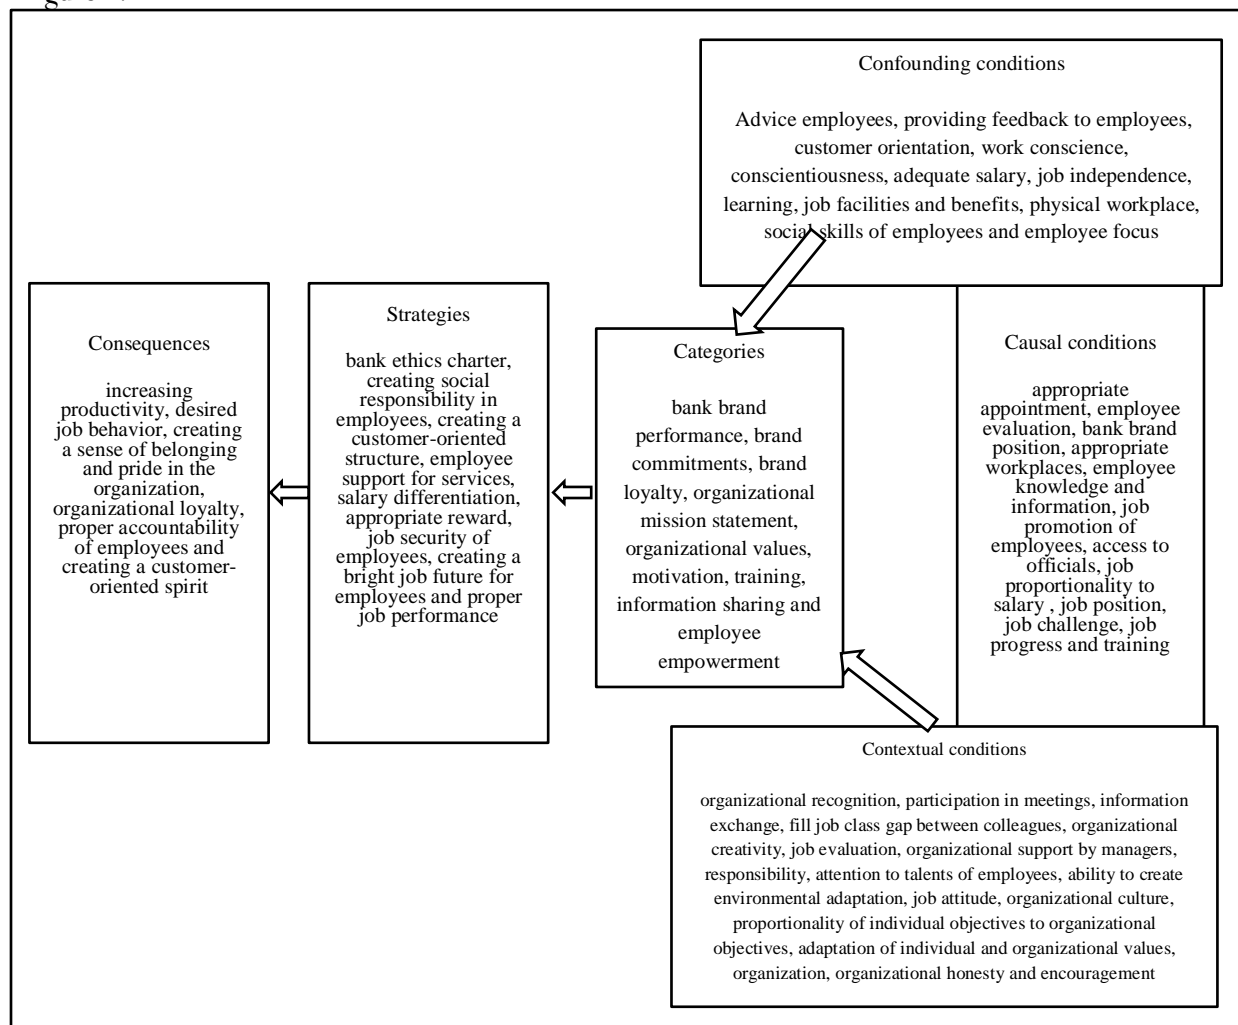 Confounding conditions
Advice employees, providing feedback to employees,
customer orientation, work conscience,
conscientiousness, adequate salary, job independence,
learning, job facilities and benefits, physical workplace,
social skills of employees and employee focus
Consequences
increasing
productivity, desired
job behavior, creating
a sense of belonging
and pride in the
organization,
organizational loyalty,
proper accountability
of employees and
creating a customer-
oriented spirit
Strategies
bank ethics charter,
creating social
responsibility in
employees, creating a
customer-oriented
structure, employee
support for services,
salary differentiation,
appropriate reward,
job security of
employees, creating a
bright job future for
employees and proper
job performance
Categories
bank brand
performance, brand
commitments, brand
loyalty, organizational
mission statement,
organizational values,
motivation, training,
information sharing and
employee
empowerment
Causal conditions
appropriate
appointment, employee
evaluation, bank brand
position, appropriate
workplaces, employee
knowledge and
information, job
promotion of
employees, access to
officials, job
proportionality to
salary , job position,
job challenge, job
progress and training
Contextual conditions
organizational recognition, participation in meetings, information
exchange, fill job class gap between colleagues, organizational
creativity, job evaluation, organizational support by managers,
responsibility, attention to talents of employees, ability to create
environmental adaptation, job attitude, organizational culture,
proportionality of individual objectives to organizational
objectives, adaptation of individual and organizational values,
organization, organizational honesty and encouragement